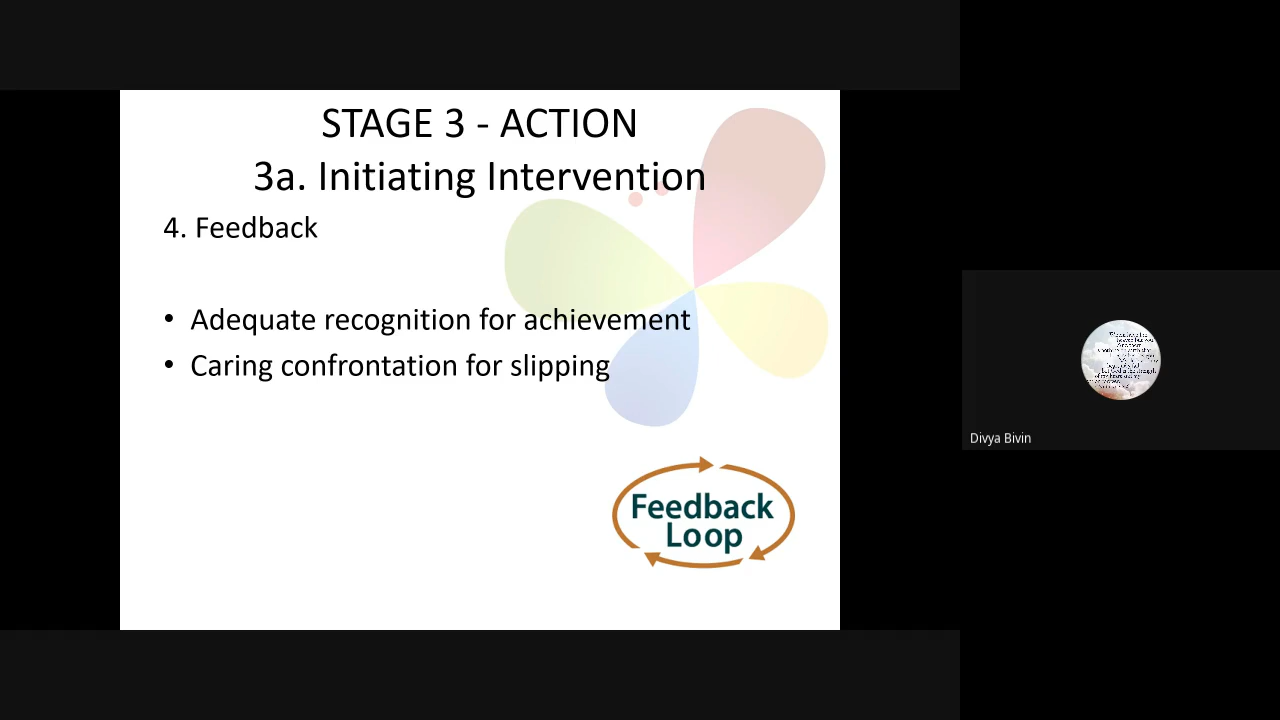 STAGE 3 - ACTION
3a. Initiating Intervention
4. Feedback
• Adequate recognition for achievement
• Caring confrontation for slipping
Feedback
Loop
Divya Bivin